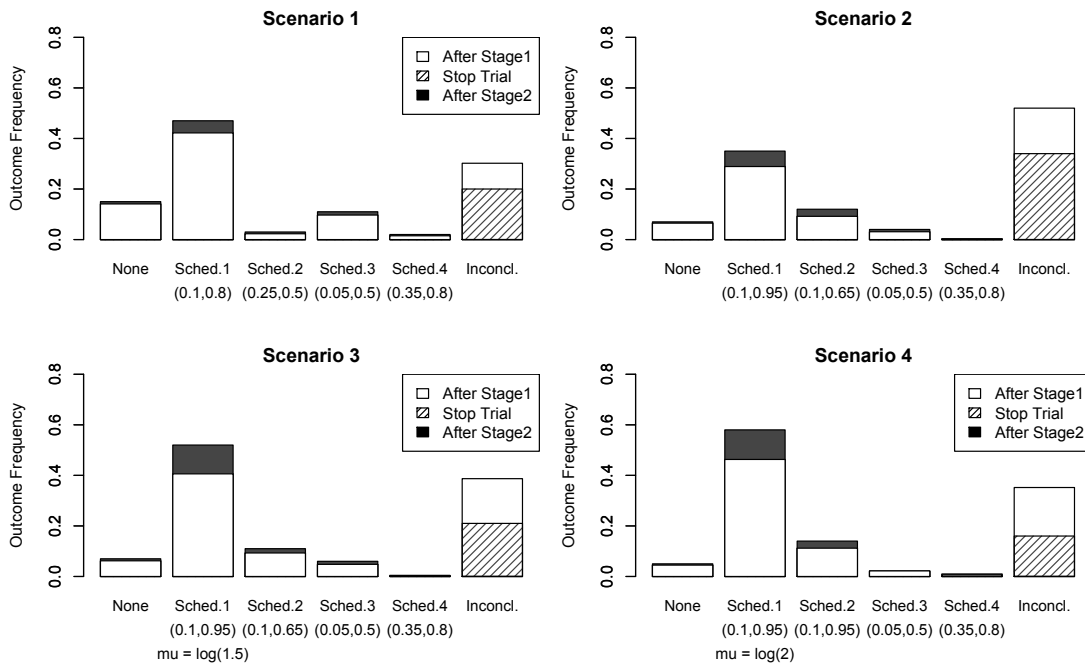 Scenario 1
Outcome Frequency
0.0 0.2 0.4 0.6 0.8
After Stage1
Stop Trial
After Stage2
None Sched.1 Sched.2 Sched.3 Sched.4 Inconcl.
(0.1,0.8) (0.25,0.5) (0.05,0.5) (0.35,0.8)
Scenario 2
Outcome Frequency
0.0 0.2 0.4 0.6 0.8
None Sched.1 Sched.2 Sched.3 Sched.4 Inconcl.
(0.1,0.95) (0.1,0.65) (0.05,0.5) (0.35,0.8)
Scenario 3
Outcome Frequency
0.0 0.2 0.4 0.6 0.8
After Stage1
Stop Trial
After Stage2
None Sched.1 Sched.2 Sched.3 Sched.4 Inconcl.
(0.1,0.95) (0.1,0.65) (0.05,0.5) (0.35,0.8)
mu = log(1.5)
Scenario 4
Outcome Frequency
0.0 0.2 0.4 0.6 0.8
After Stage1
Stop Trial
After Stage2
None Sched.1 Sched.2 Sched.3 Sched.4 Inconcl.
(0.1,0.95) (0.1,0.95) (0.05,0.5) (0.35,0.8)
mu = log(2)